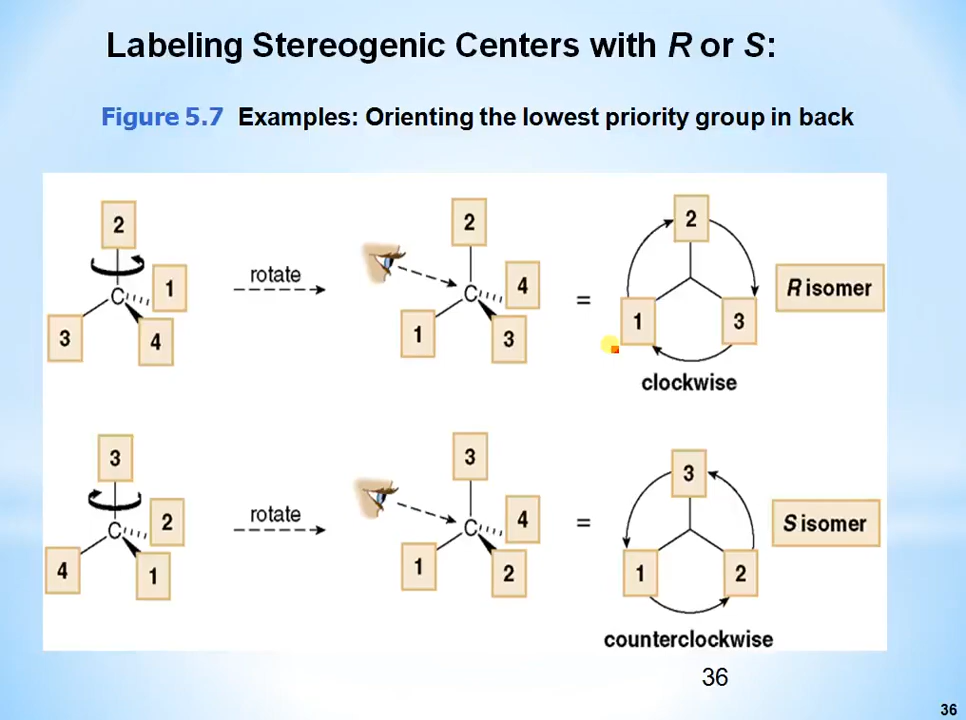 Labeling Stereogenic Centers with R or S:
Figure 5.7 Examples: Orienting the lowest priority group in back
2
C
1
3
4
rotate
2
C
4
1
3
=
2
1
3
clockwise
R isomer
3
C
2
4
1
rotate
3
C
4
1
2
=
3
1
2
counterclockwise
S isomer
36
36